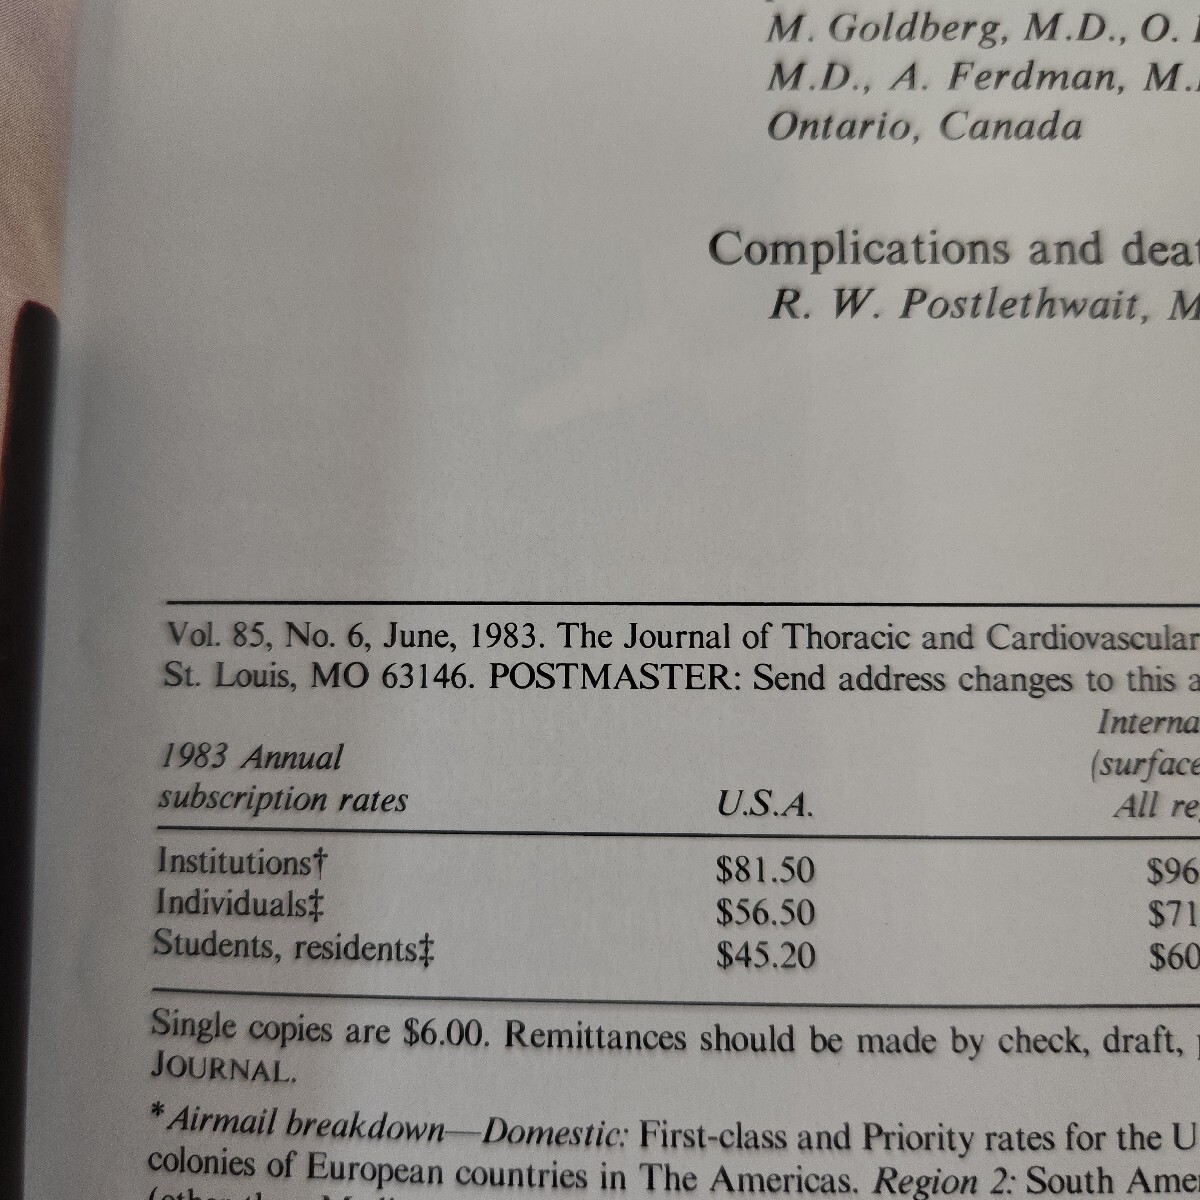 M. Goldberg, M.D., O.
M.D., A. Ferdman,
Ontario, Canada
Complications and
R. W. Postlethwait,
Vol. 85, No. 6, June, 1983. The Journal of Thoracic and Cardiovascular
St. Louis, MO 63146. POSTMASTER: Send address changes to this
1983 Annual
subscription rates
U.S.A.
Interna
(surface
All re
Institutions† $81.50 $96
Individuals‡ $56.50 $71
Students, residents‡ $45.20 $60
Single copies are $6.00. Remittances should be made by check, draft,
JOURNAL.
*Airmail breakdown—Domestic: First-class and Priority rates for the U
colonies of European countries in The Americas. Region 2: South Ame